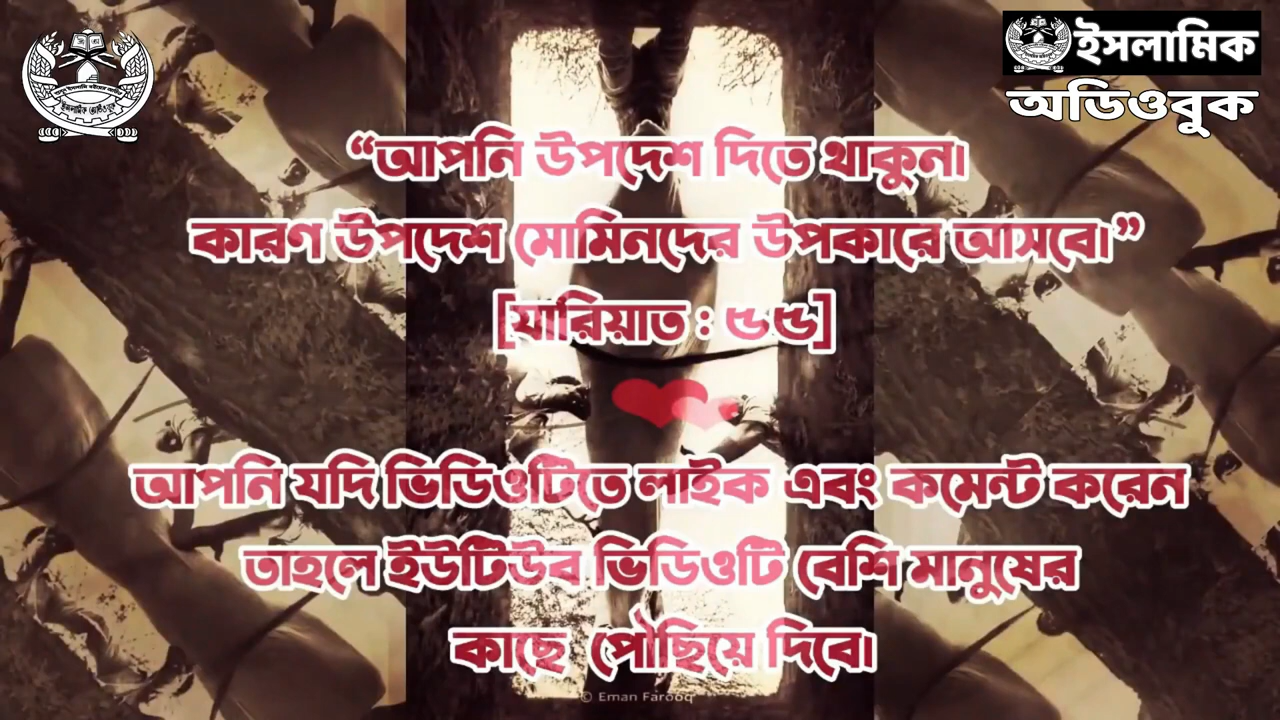 ইসলামিক
অডিওবুক
“আপনি উপদেশ দিতে থাকুন।
কারণ উপদেশ মোমিনদের উপকারে আসবে।”
[যারিয়াত : ৫৫]
আপনি যদি ভিডিওটিতে লাইক এবং কমেন্ট করেন
তাহলে ইউটিউব ভিডিওটি বেশি মানুষের
কাছে পৌছিয়ে দিবে।
© Eman Farooq